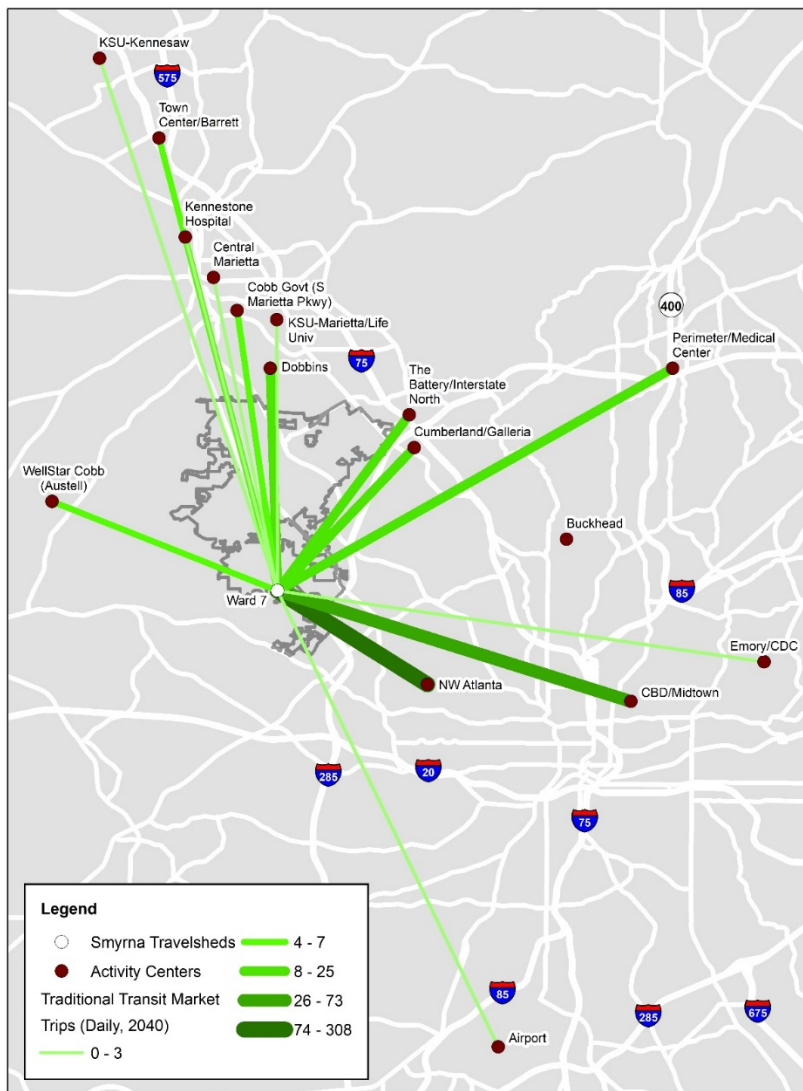 KSU-Kennesaw
575
Town
Center/Barrett
Kennestone
Hospital
Central
Marietta
Cobb Govt (S
Marietta Pkwy)
KSU-Marietta/Life
Univ
400
75
Dobbins
The
Battery/Interstate
North
Perimeter/Medical
Center
Cumberland/Galleria
WellStar Cobb
(Austell)
Buckhead
85
Ward 7
Emory/CDC
NW Atlanta
CBD/Midtown
285
20
75
Legend
Smyrna Travelsheds
Activity Centers
Traditional Transit Market
Trips (Daily, 2040)
0 - 3
4 - 7
8 - 25
26 - 73
74 - 308
85
285
675
Airport